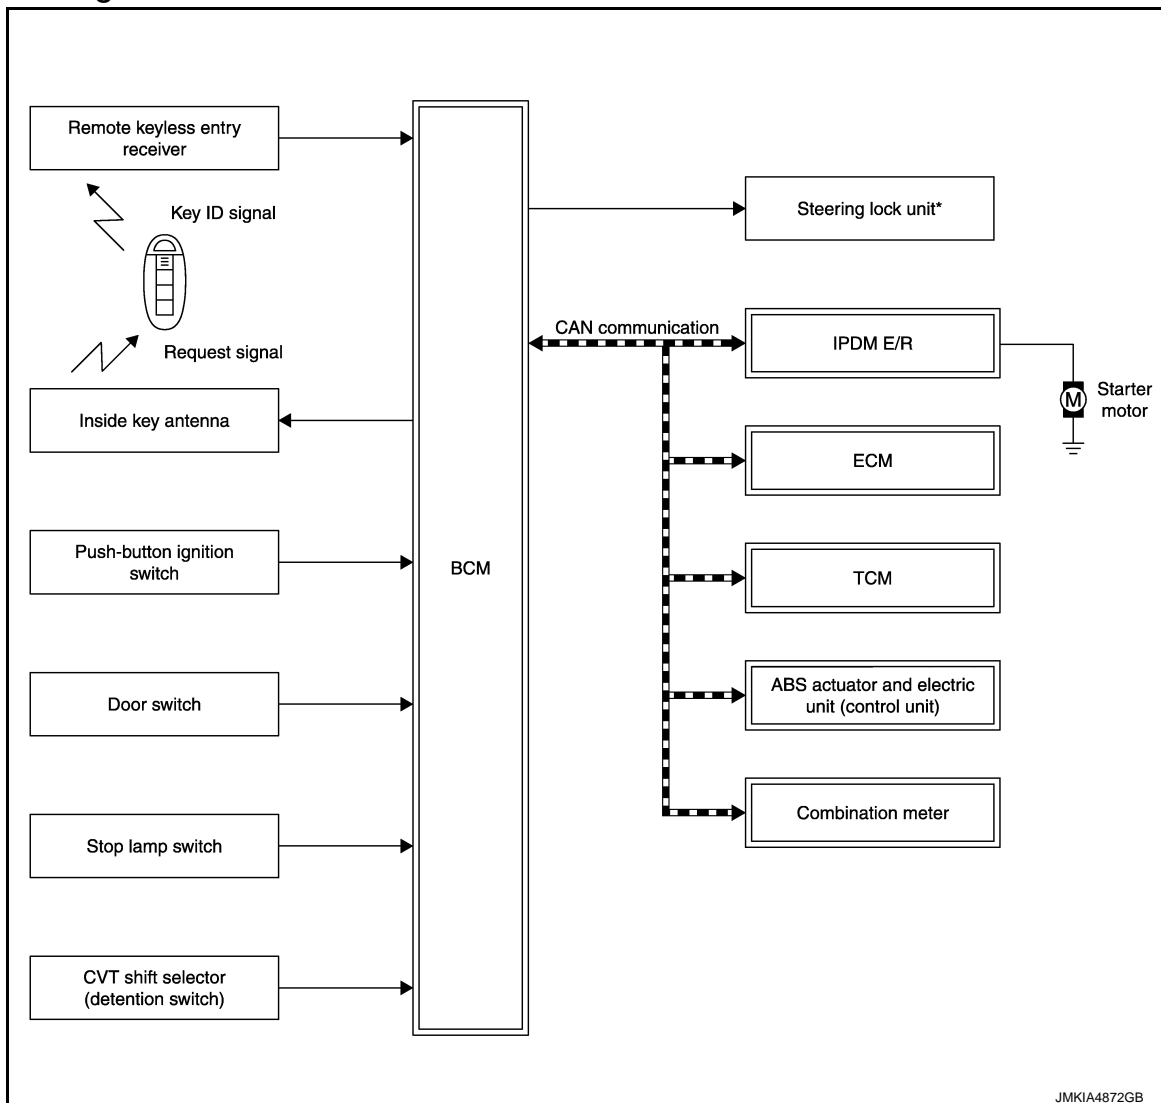 Remote keyless entry
receiver
Key ID signal
Request signal
Inside key antenna
Push-button ignition
switch
Door switch
Stop lamp switch
CVT shift selector
(detention switch)
BCM
Steering lock unit*
CAN communication
IPDM E/R
M
Starter
motor
ECM
TCM
ABS actuator and electric
unit (control unit)
Combination meter
JMKIA4872GB